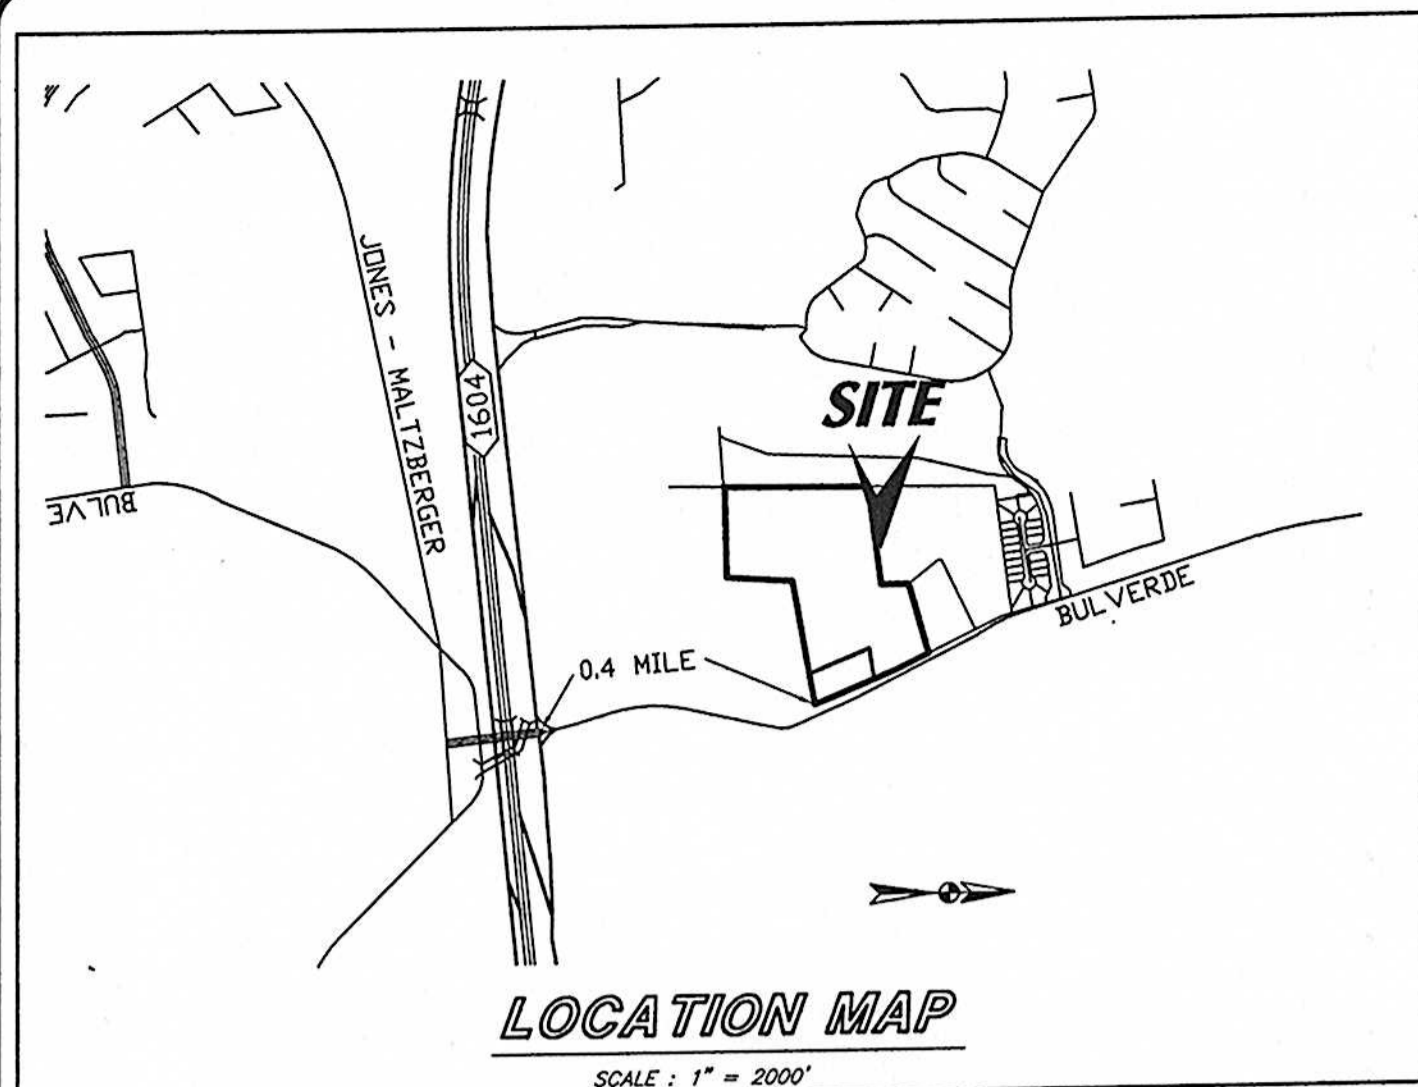 JONES - MALTZBERGER
1604
SITE
BULVE
BULVERDE
0.4 MILE
LOCATION MAP
SCALE : 1" = 2000'